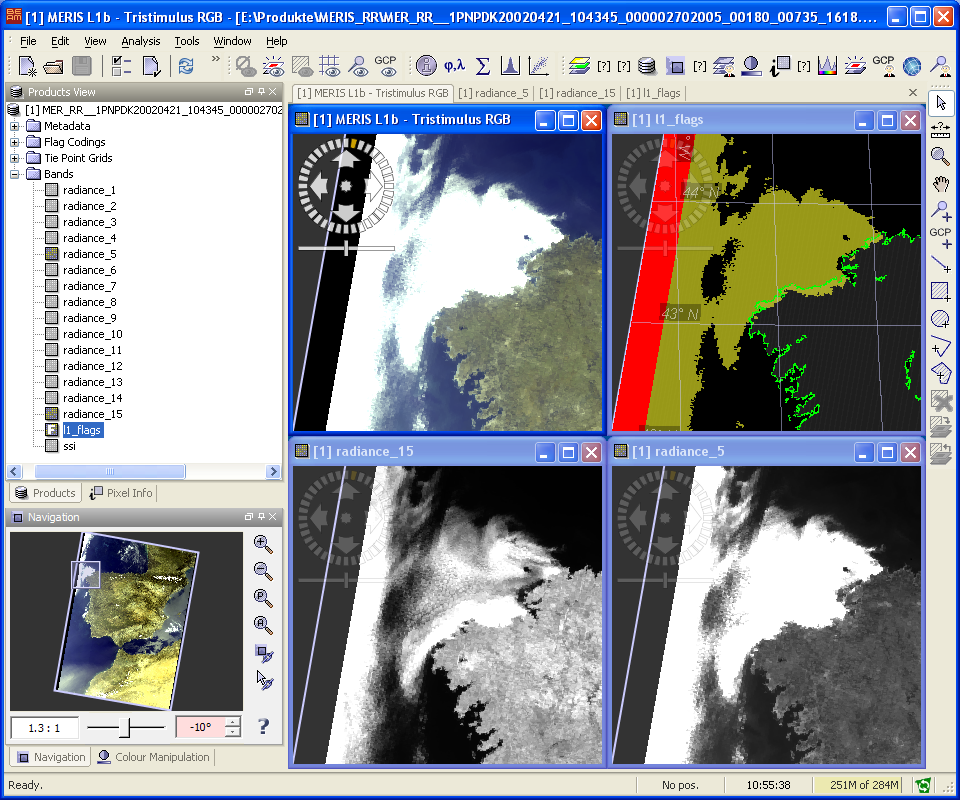 [1] MERIS L1b - Tristimulus RGB - [E:\Produkte\MERIS_RR\MER_RR__1PNPDK20020421_104345_000002702005_00180_00735_1618....
File Edit View Analysis Tools Window Help
GCP φ,λ Σ [?] [?] [?] [?] GCP
Products View
[1] MERIS L1b - Tristimulus RGB [1] radiance_5 [1] radiance_15 [1] l1_flags
[1] MER_RR__1PNPDK20020421_104345_000002702
Metadata
Flag Codings
Tie Point Grids
Bands
radiance_1
radiance_2
radiance_3
radiance_4
radiance_5
radiance_6
radiance_7
radiance_8
radiance_9
radiance_10
radiance_11
radiance_12
radiance_13
radiance_14
radiance_15
l1_flags
ssi
Products Pixel Info
Navigation
1.3 : 1
-10°
?
Navigation Colour Manipulation
[1] MERIS L1b - Tristimulus RGB
[1] l1_flags
44° N
43° N
[1] radiance_15
[1] radiance_5
GCP
Ready.
No pos.
10:55:38
251M of 284M